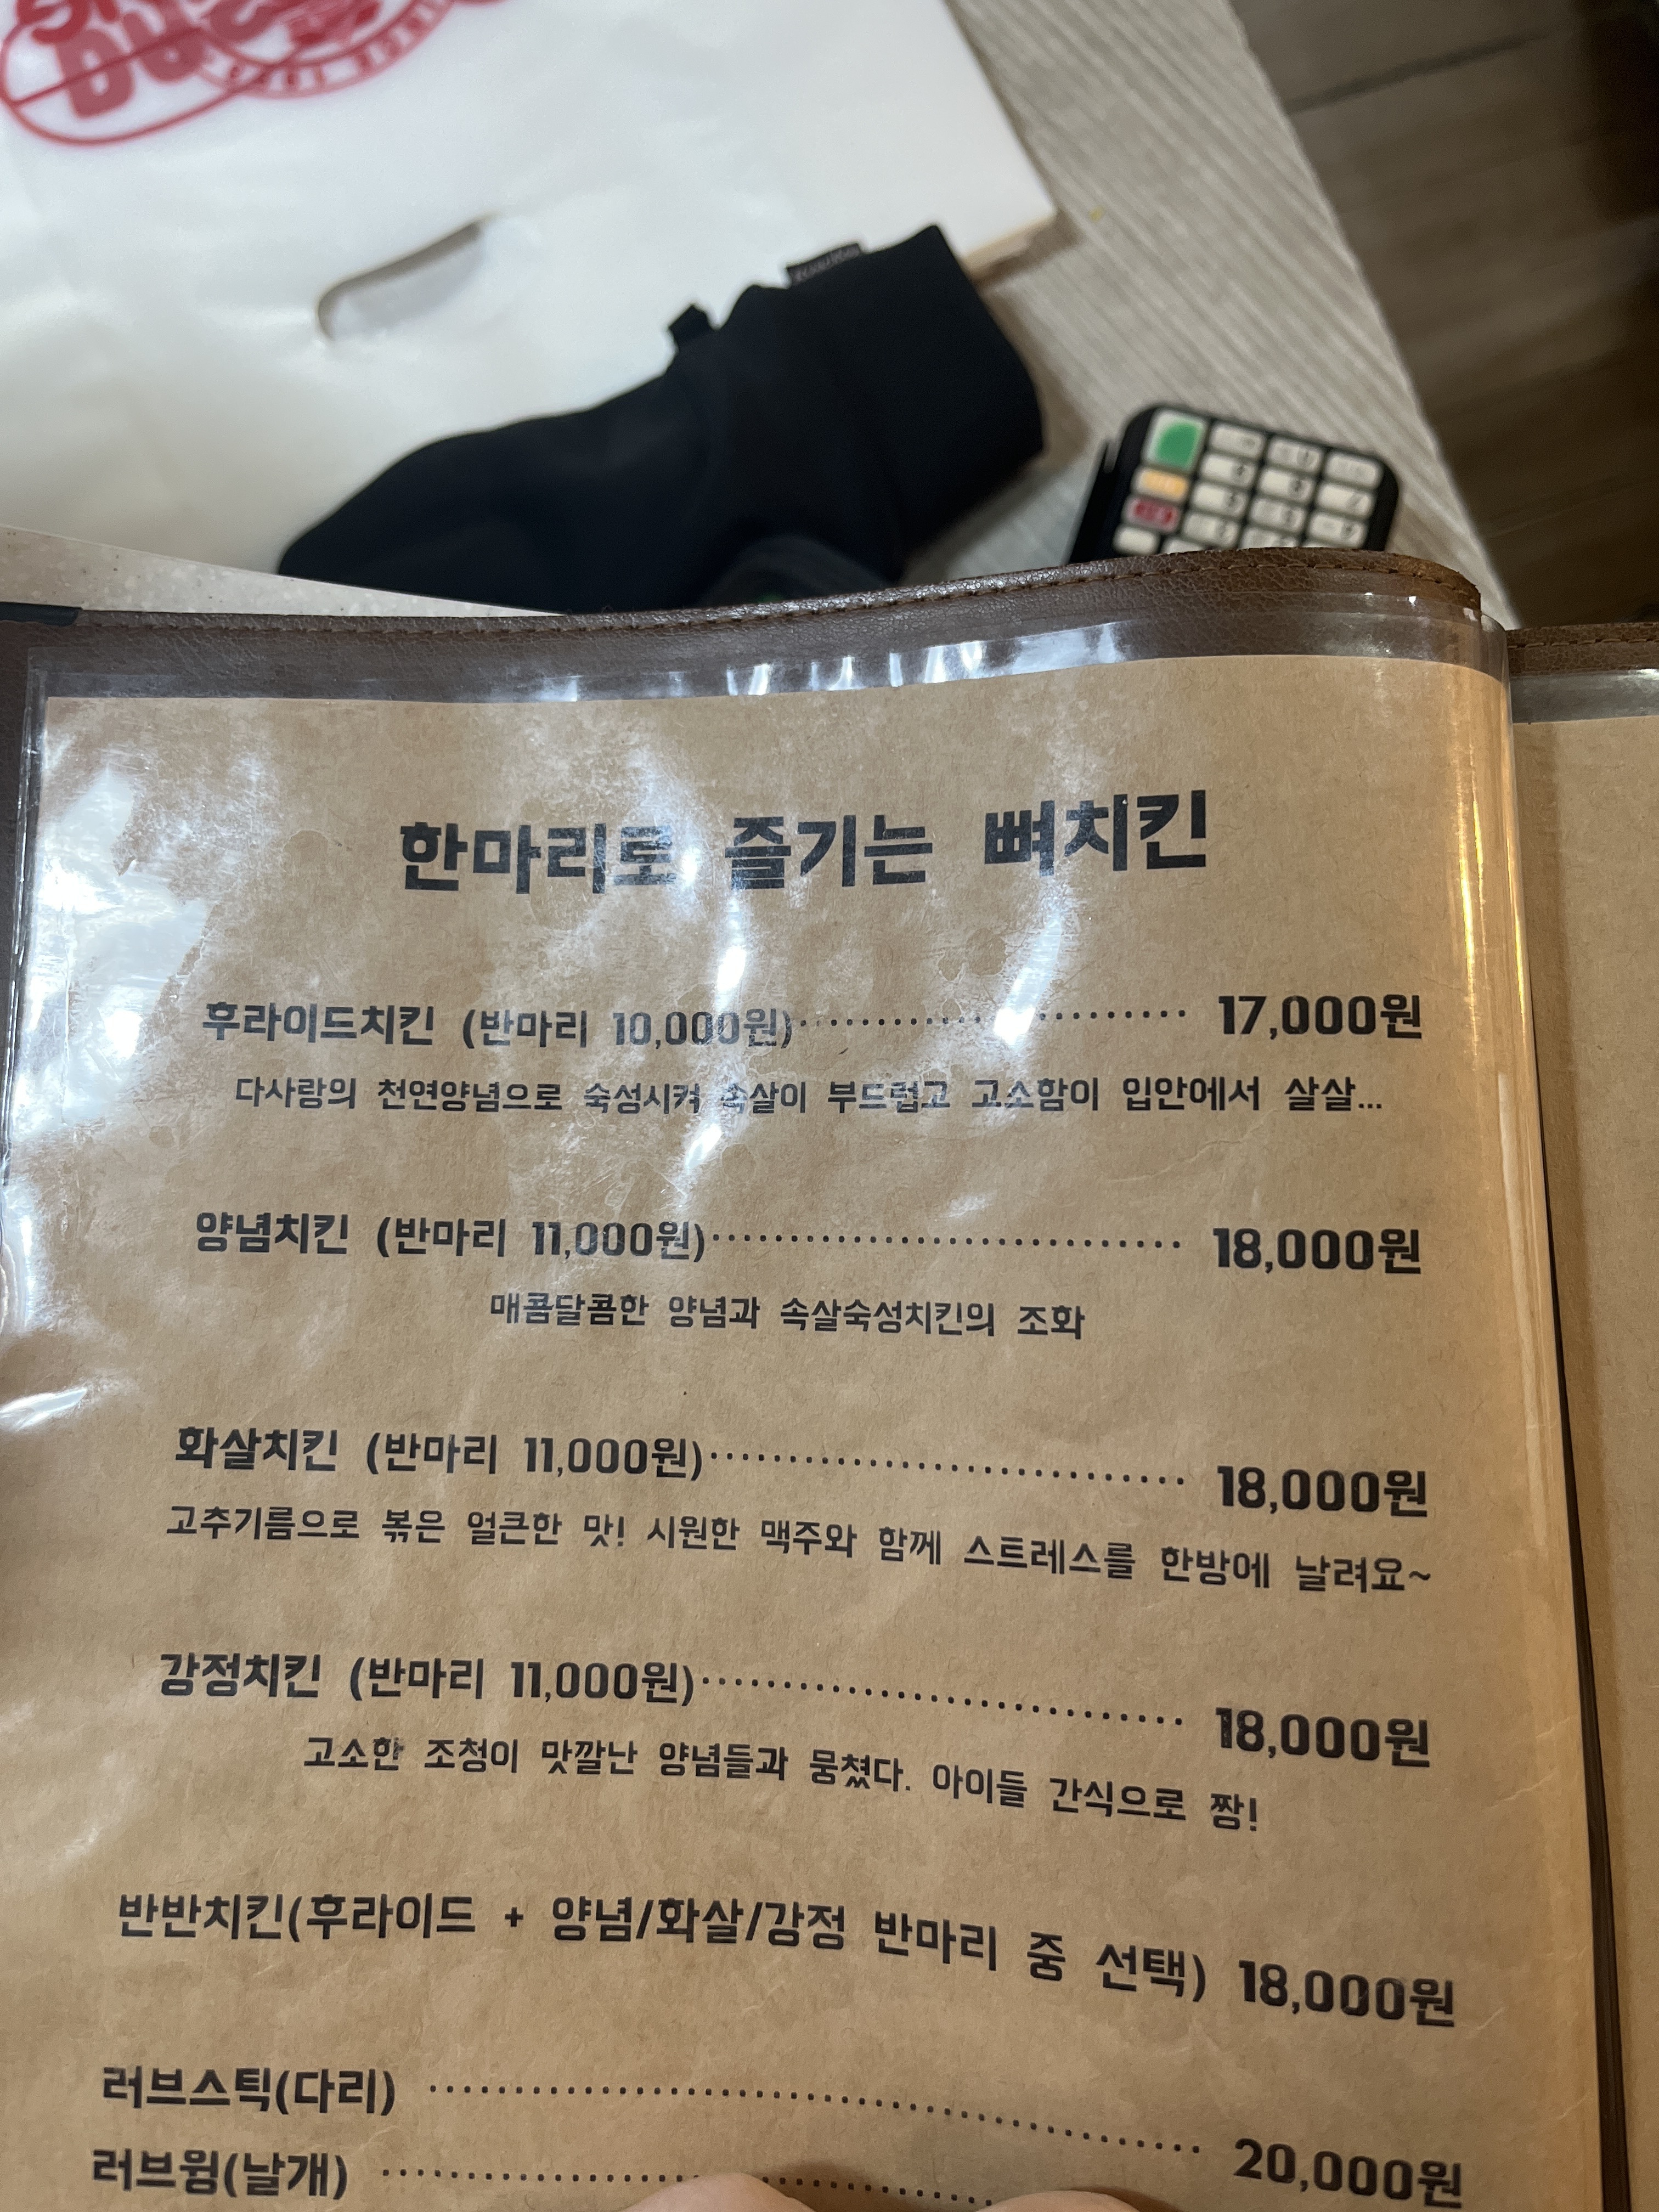 한마리로 즐기는 뼈치킨
후라이드치킨 (반마리 10,000원)···························· 17,000원
다사랑의 천연양념으로 숙성시켜 속살이 부드럽고 고소함이 입안에서 살살...
양념치킨 (반마리 11,000원)································· 18,000원
매콤달콤한 양념과 속살숙성치킨의 조화
화살치킨 (반마리 11,000원)································· 18,000원
고추기름으로 볶은 얼큰한 맛! 시원한 맥주와 함께 스트레스를 한방에 날려요~
강정치킨 (반마리 11,000원)································· 18,000원
고소한 조청이 맛깔난 양념들과 뭉쳤다. 아이들 간식으로 짱!
반반치킨(후라이드 + 양념/화살/강정 반마리 중 선택) 18,000원
러브스틱(다리) ···················································· 20,000원
러브윙(날개) ··········································